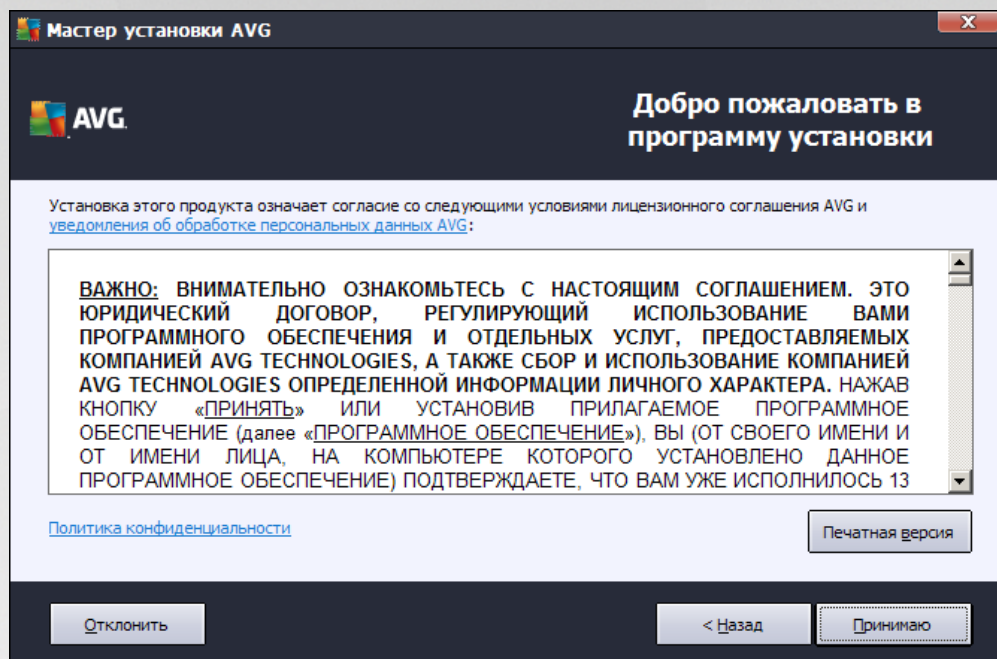 Мастер установки AVG
X
AVG.
Добро пожаловать в
программу установки
Установка этого продукта означает согласие со следующими условиями лицензионного соглашения AVG и
уведомления об обработке персональных данных AVG:
ВАЖНО: ВНИМАТЕЛЬНО ОЗНАКОМЬТЕСЬ С НАСТОЯЩИМ СОГЛАШЕНИЕМ. ЭТО
ЮРИДИЧЕСКИЙ ДОГОВОР, РЕГУЛИРУЮЩИЙ ИСПОЛЬЗОВАНИЕ ВАМИ
ПРОГРАММНОГО ОБЕСПЕЧЕНИЯ И ОТДЕЛЬНЫХ УСЛУГ, ПРЕДОСТАВЛЯЕМЫХ
КОМПАНИЕЙ AVG TECHNOLOGIES, А ТАКЖЕ СБОР И ИСПОЛЬЗОВАНИЕ КОМПАНИЕЙ
AVG TECHNOLOGIES ОПРЕДЕЛЕННОЙ ИНФОРМАЦИИ ЛИЧНОГО ХАРАКТЕРА. НАЖАВ
КНОПКУ «ПРИНЯТЬ» ИЛИ УСТАНОВИВ ПРИЛАГАЕМОЕ ПРОГРАММНОЕ
ОБЕСПЕЧЕНИЕ (далее «ПРОГРАММНОЕ ОБЕСПЕЧЕНИЕ»), ВЫ (ОТ СВОЕГО ИМЕНИ И
ОТ ИМЕНИ ЛИЦА, НА КОМПЬЮТЕРЕ КОТОРОГО УСТАНОВЛЕНО ДАННОЕ
ПРОГРАММНОЕ ОБЕСПЕЧЕНИЕ) ПОДТВЕРЖДАЕТЕ, ЧТО ВАМ УЖЕ ИСПОЛНИЛОСЬ 13
Политика конфиденциальности
Печатная версия
Отклонить
< Назад
Принимаю